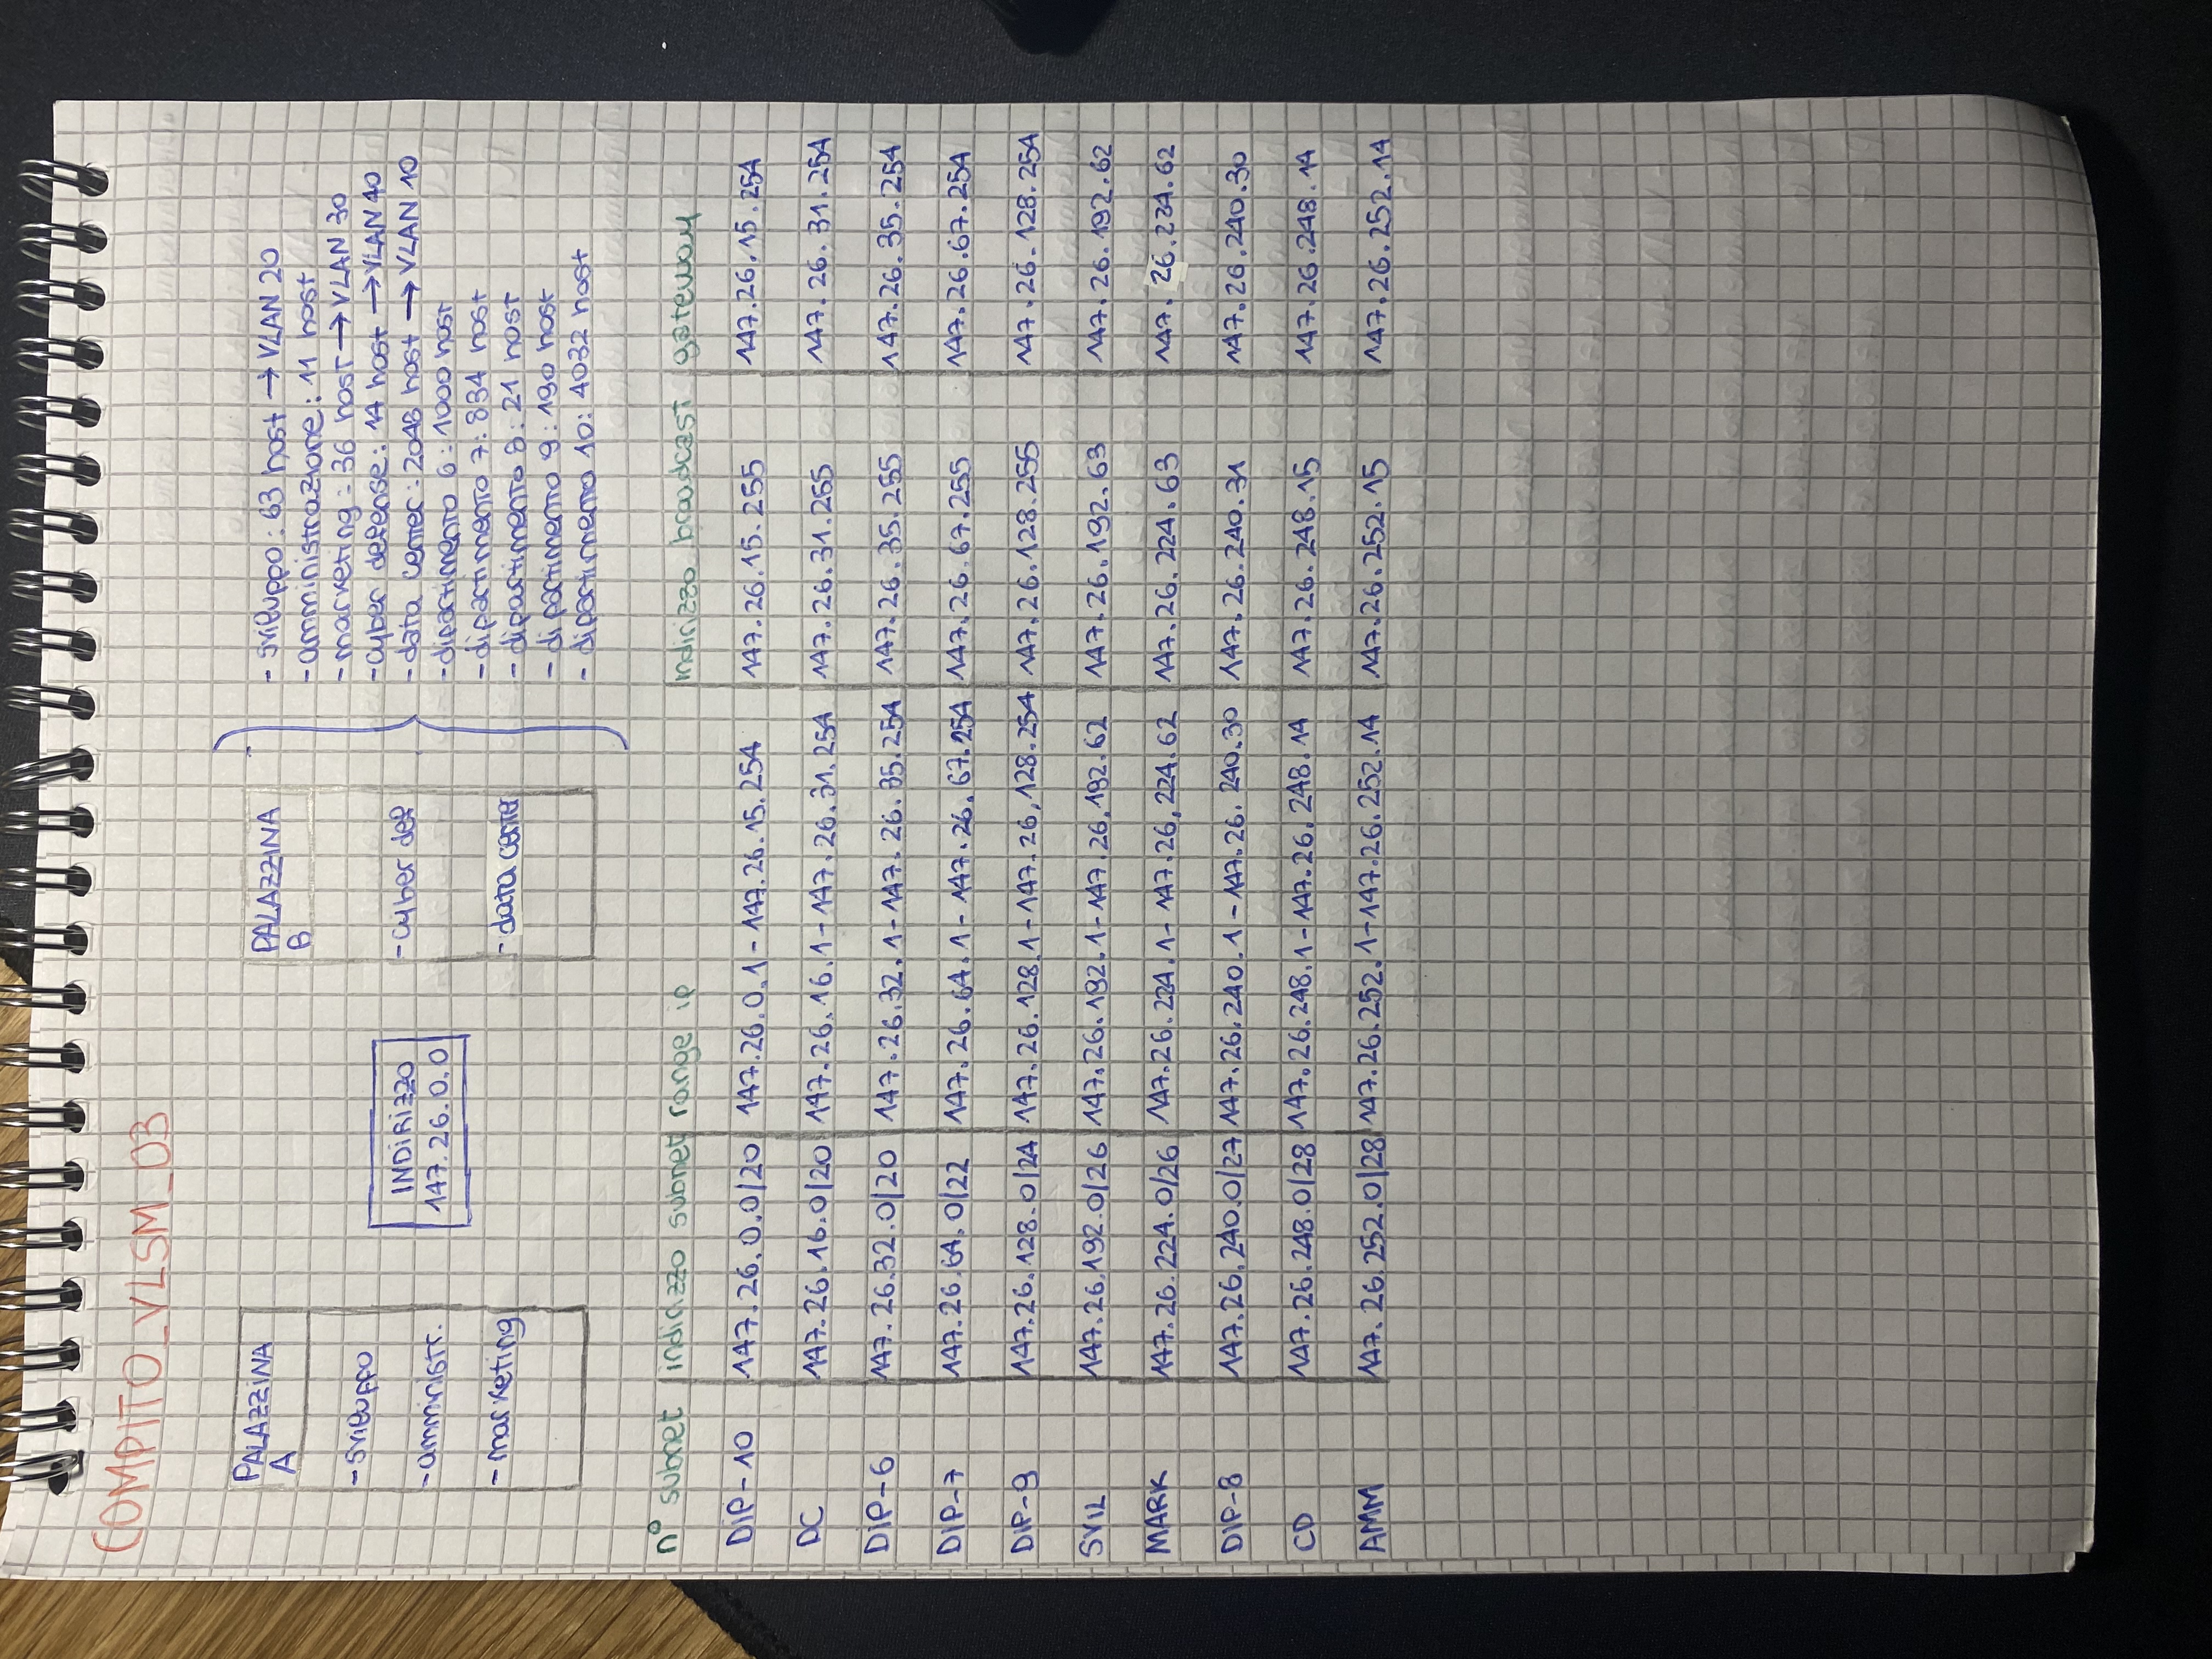 COMPITO_VLSM_03
PALAZZINA
A
- sviluppo
- amministr.
- marketing
INDIRIZZO
147.26.0.0
PALAZZINA
B
- cyber def
- data center
- sviluppo: 63 host → VLAN 20
- amministrazione: 11 host
- marketing: 36 host → VLAN 30
- cyber defense: 14 host → VLAN 40
- data center: 2048 host → VLAN 10
- dipartimento 6: 1000 host
- dipartimento 7: 834 host
- dipartimento 8: 21 host
- dipartimento 9: 190 host
- dipartimento 10: 4032 host
n° subnet indirizzo subnet range ip indirizzo broadcast gateway
DIP-10 147.26.0.0/20 147.26.0.1 - 147.26.15.254 147.26.15.255 147.26.15.254
DC 147.26.16.0/20 147.26.16.1 - 147.26.31.254 147.26.31.255 147.26.31.254
DIP-6 147.26.32.0/20 147.26.32.1 - 147.26.35.254 147.26.35.255 147.26.35.254
DIP-7 147.26.64.0/22 147.26.64.1 - 147.26.67.254 147.26.67.255 147.26.67.254
DIP-9 147.26.128.0/24 147.26.128.1 - 147.26.128.254 147.26.128.255 147.26.128.254
SVIL 147.26.192.0/26 147.26.192.1 - 147.26.192.62 147.26.192.63 147.26.192.62
MARK 147.26.224.0/26 147.26.224.1 - 147.26.224.62 147.26.224.63 147.26.224.62
DIP-8 147.26.240.0/27 147.26.240.1 - 147.26.240.30 147.26.240.31 147.26.240.30
CD 147.26.248.0/28 147.26.248.1 - 147.26.248.14 147.26.248.15 147.26.248.14
AMM 147.26.252.0/28 147.26.252.1 - 147.26.252.14 147.26.252.15 147.26.252.14